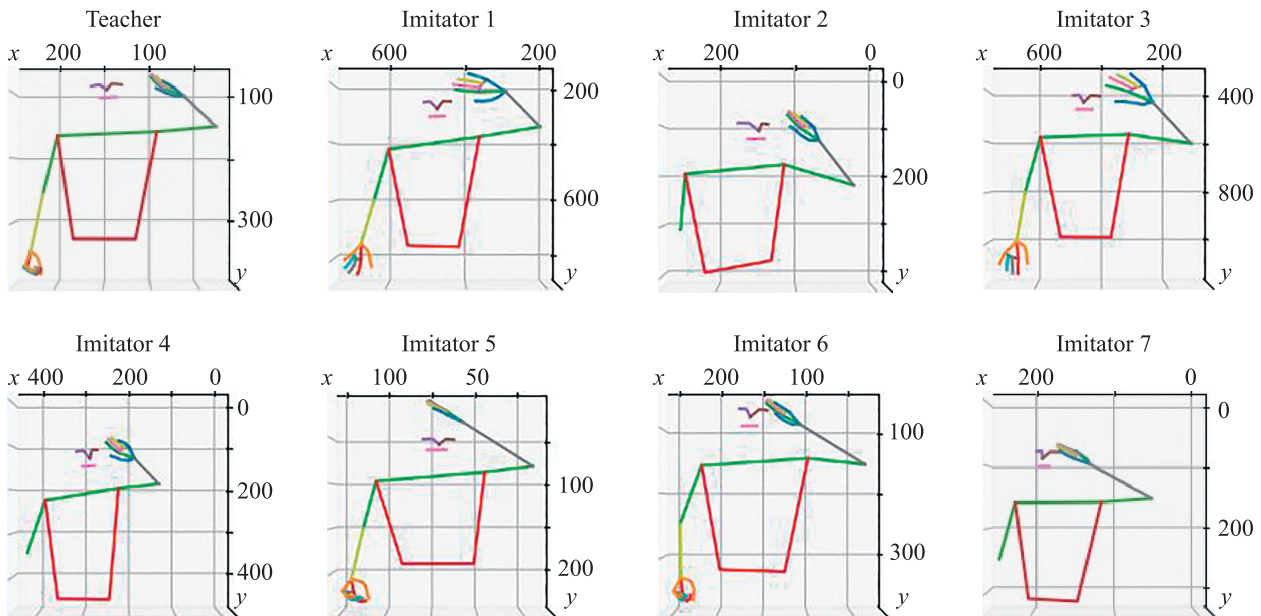 Teacher
x 200 100
100
300
y
Imitator 1
x 600 200
200
600
y
Imitator 2
x 200 0
0
200
y
Imitator 3
x 600 200
400
800
y
Imitator 4
x 400 200 0
0
200
400
y
Imitator 5
x 100 50
100
200
y
Imitator 6
x 200 100
100
300
y
Imitator 7
x 200 0
0
200
y